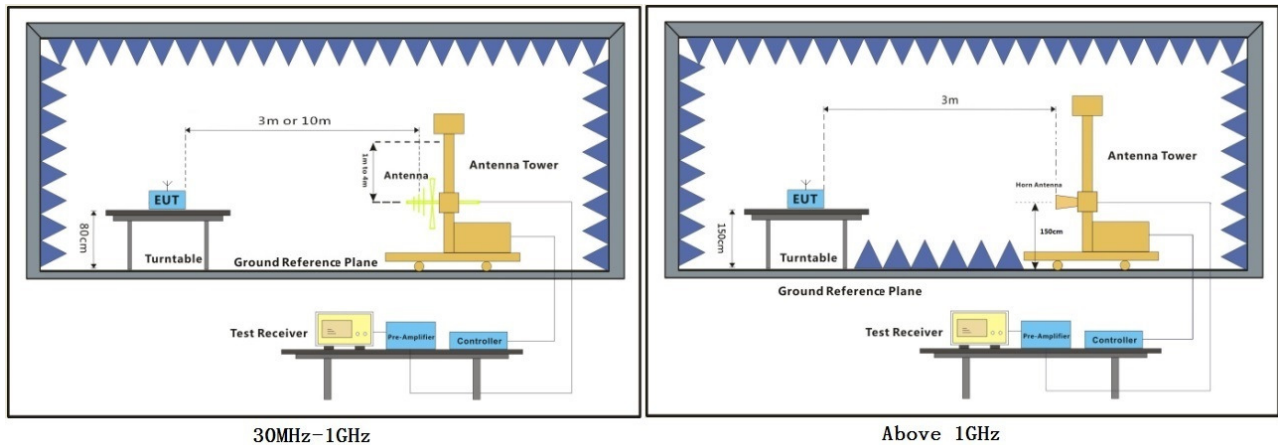 3m or 10m
1m to 4m
Antenna
Antenna Tower
EUT
80cm
Turntable
Ground Reference Plane
Test Receiver
Pre-Amplifier
Controller
30MHz-1GHz
3m
Antenna Tower
Horn Antenna
EUT
150cm
150cm
Turntable
Ground Reference Plane
Test Receiver
Pre-Amplifier
Controller
Above 1GHz